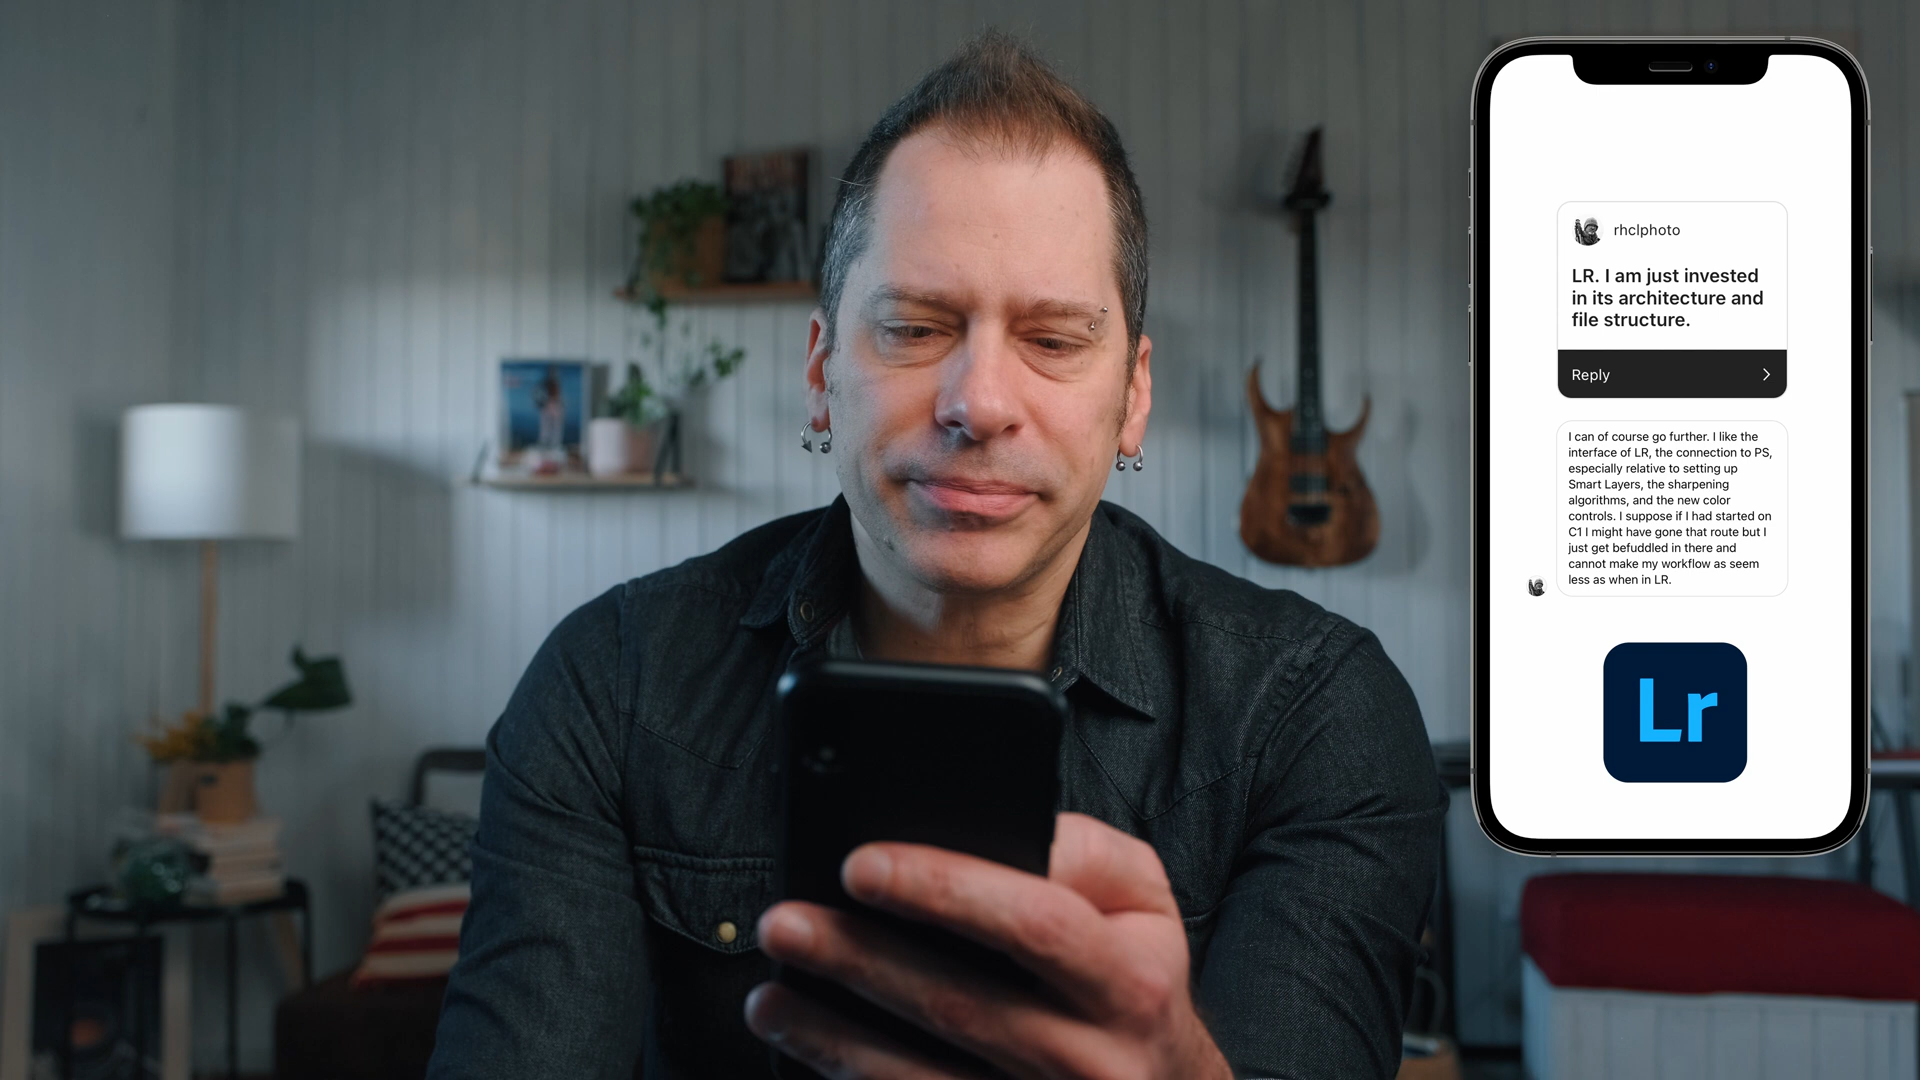 rhclphoto
LR. I am just invested
in its architecture and
file structure.
Reply
I can of course go further. I like the
interface of LR, the connection to PS,
especially relative to setting up
Smart Layers, the sharpening
algorithms, and the new color
controls. I suppose if I had started on
C1 I might have gone that route but I
just get befuddled in there and
cannot make my workflow as seem
less as when in LR.
Lr